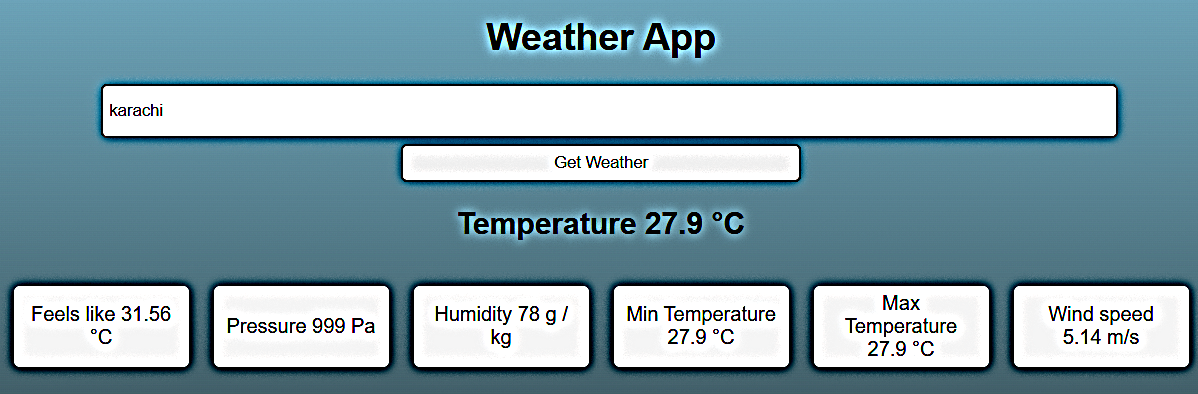 Weather App
karachi
Get Weather
Temperature 27.9 °C
Feels like 31.56
°C
Pressure 999 Pa
Humidity 78 g /
kg
Min Temperature
27.9 °C
Max
Temperature
27.9 °C
Wind speed
5.14 m/s